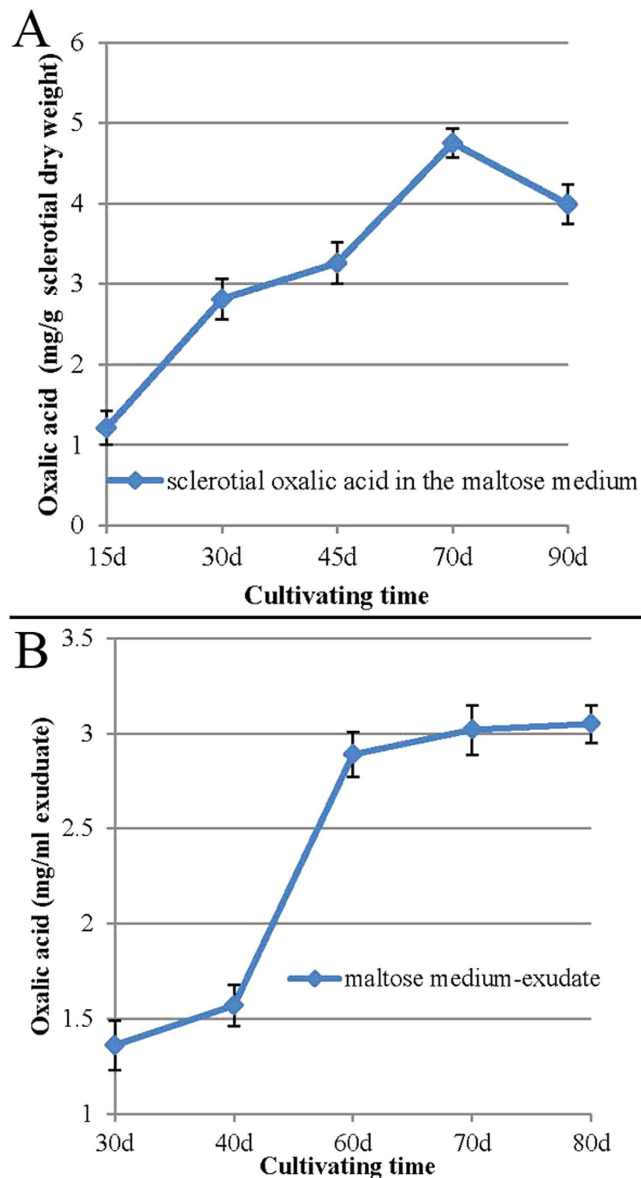 A
Oxalic acid (mg/g sclerotial dry weight)
6
5
4
3
2
1
0
sclerotial oxalic acid in the maltose medium
15d 30d 45d 70d 90d
Cultivating time
B
Oxalic acid (mg/ml exuduate)
3.5
3
2.5
2
1.5
1
maltose medium-exudate
30d 40d 60d 70d 80d
Cultivating time